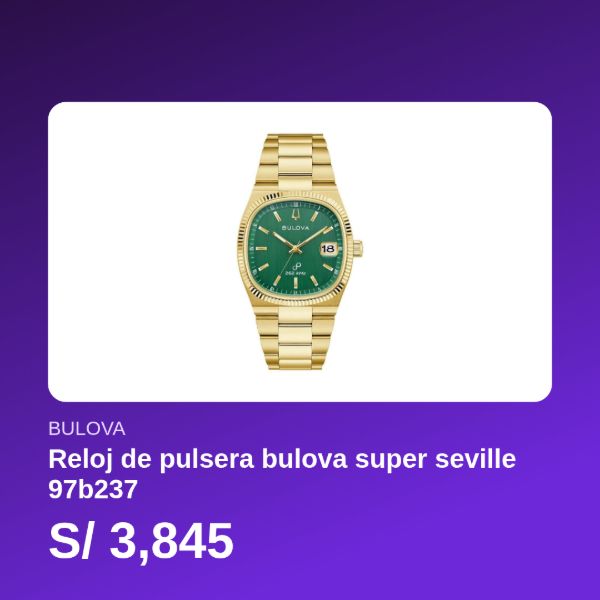 BULOVA
18
262 kHz
BULOVA
Reloj de pulsera bulova super seville
97b237
S/ 3,845